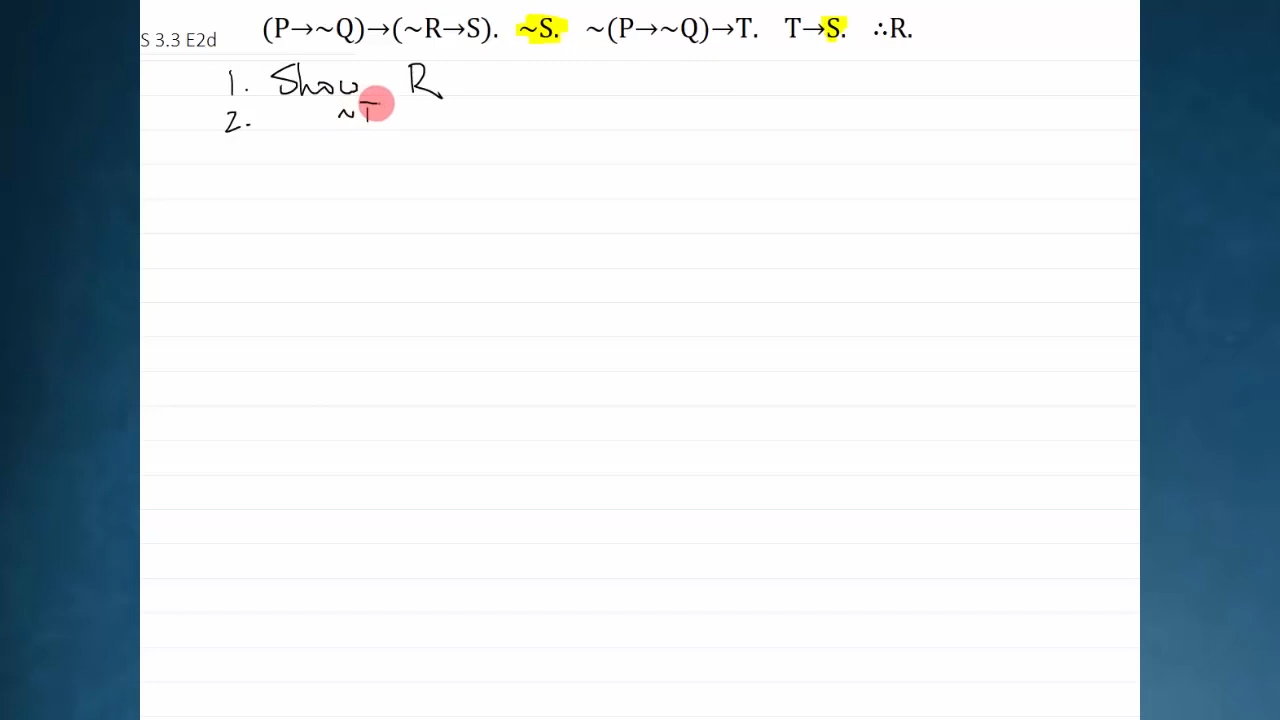 S 3.3 E2d (P→~Q)→(~R→S). ~S. ~(P→~Q)→T. T→S. ∴R.
1. Show R
2. ~T